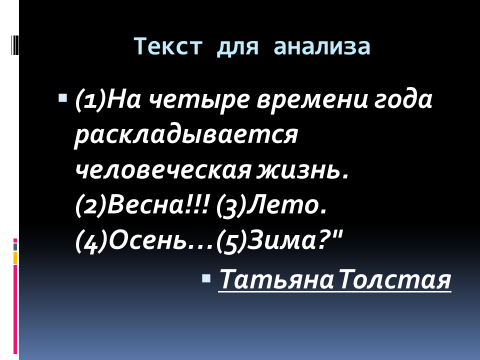 Текст для анализа
(1)На четыре времени года
раскладывается
человеческая жизнь.
(2)Весна!!! (3)Лето.
(4)Осень...(5)Зима?"
Татьяна Толстая